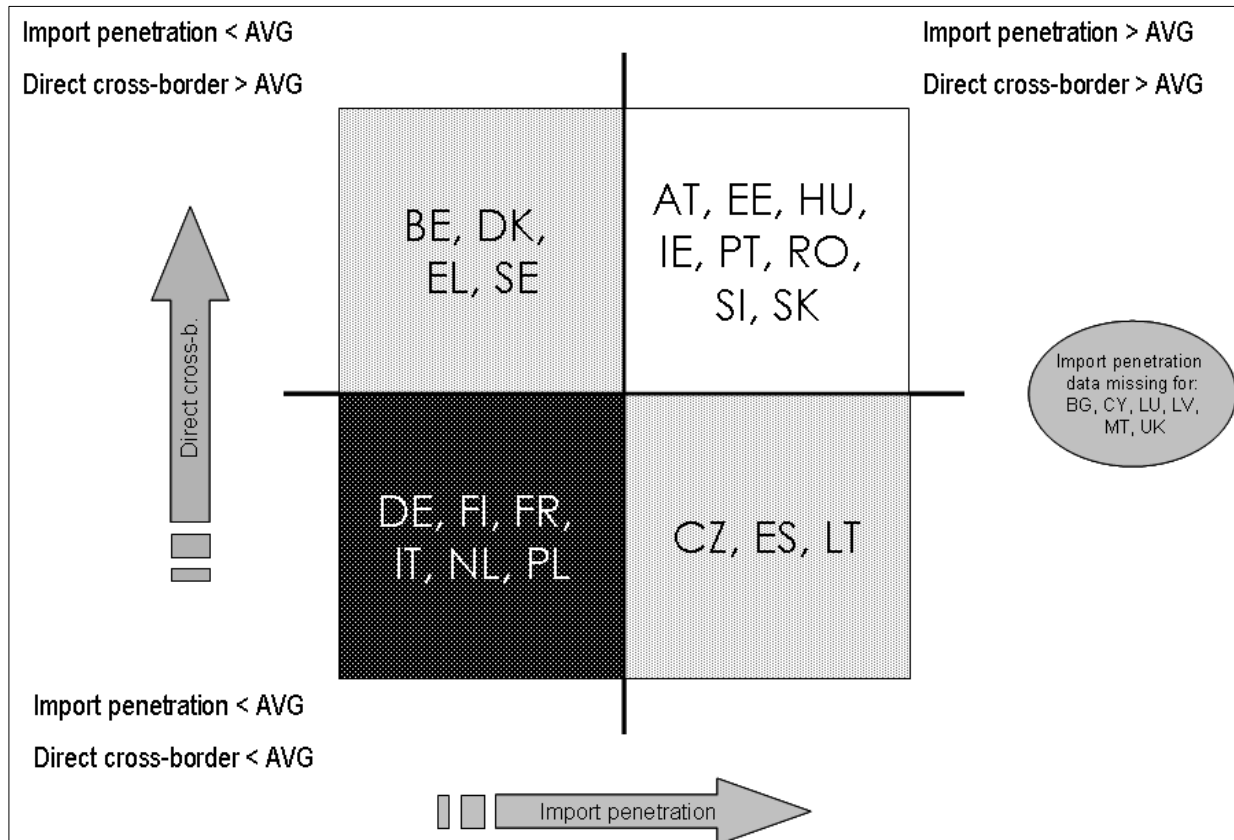 Import penetration < AVG
Direct cross-border > AVG
Import penetration > AVG
Direct cross-border > AVG
BE, DK,
EL, SE
AT, EE, HU,
IE, PT, RO,
SI, SK
Direct cross-b.
Import penetration
data missing for:
BG, CY, LU, LV,
MT, UK
DE, FI, FR,
IT, NL, PL
CZ, ES, LT
Import penetration < AVG
Direct cross-border < AVG
Import penetration